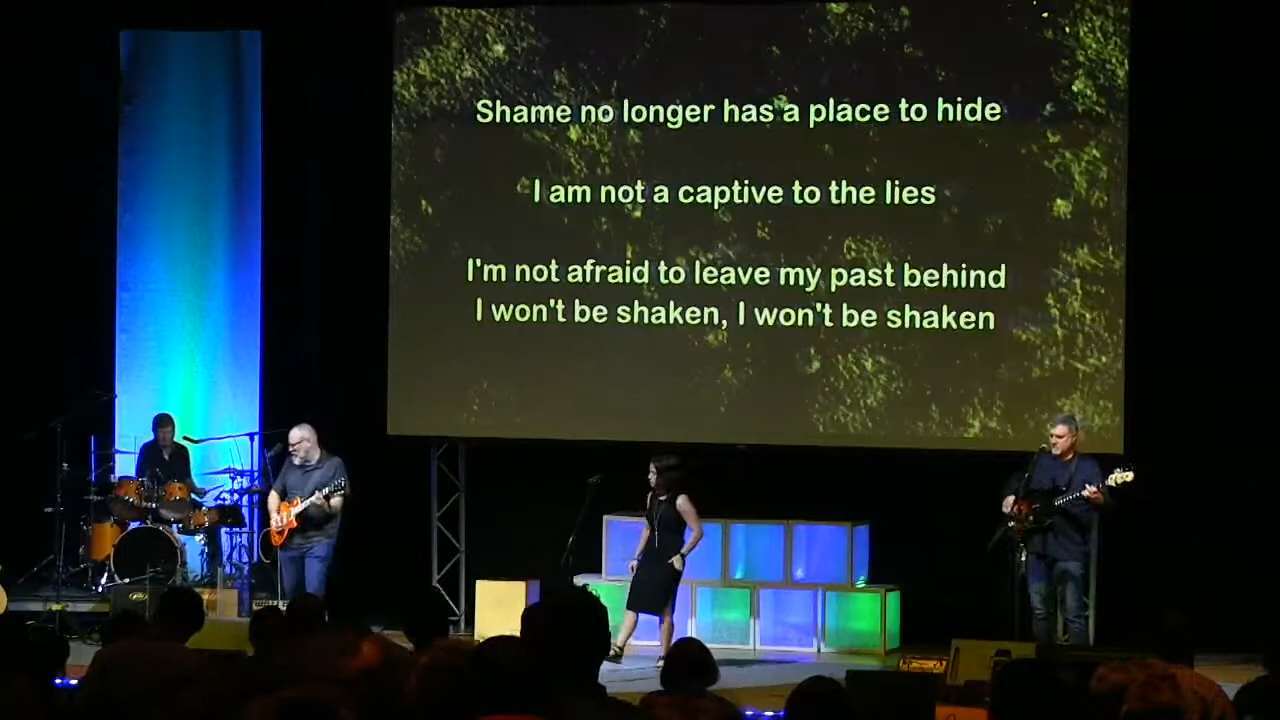 Shame no longer has a place to hide
I am not a captive to the lies
I'm not afraid to leave my past behind
I won't be shaken, I won't be shaken